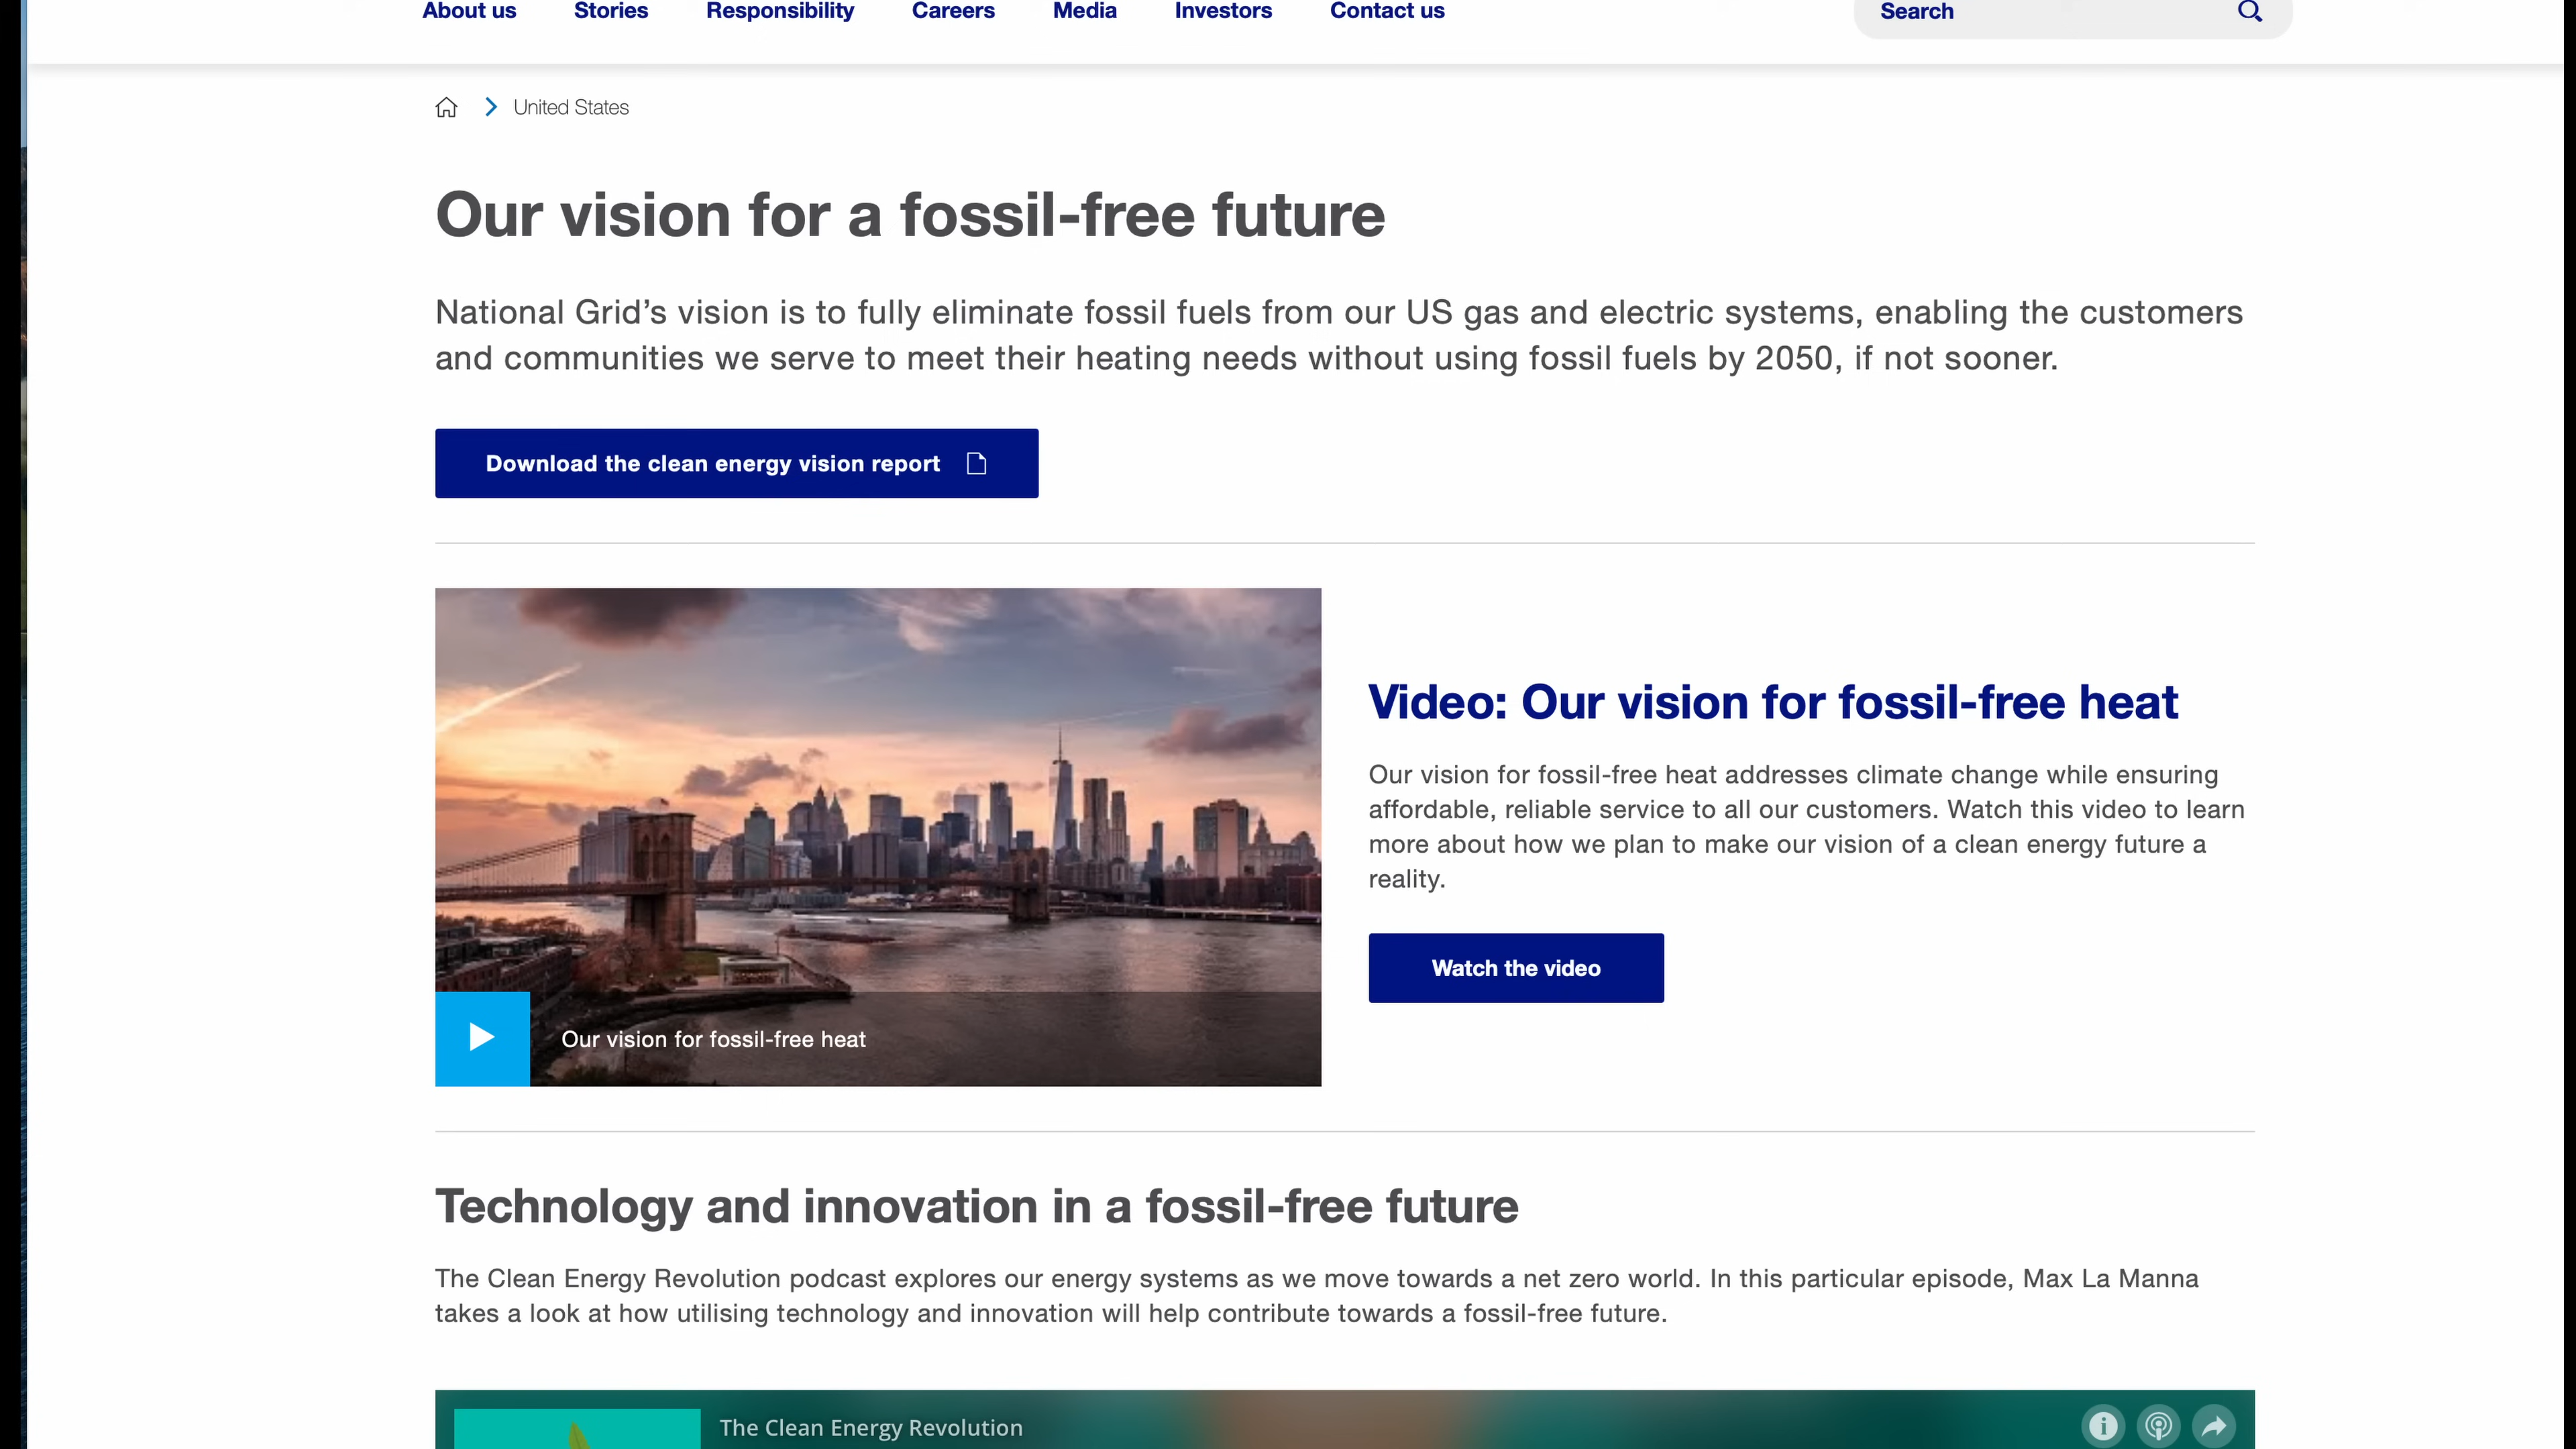 About us Stories Responsibility Careers Media Investors Contact us Search
United States
Our vision for a fossil-free future
National Grid’s vision is to fully eliminate fossil fuels from our US gas and electric systems, enabling the customers
and communities we serve to meet their heating needs without using fossil fuels by 2050, if not sooner.
Download the clean energy vision report
Video: Our vision for fossil-free heat
Our vision for fossil-free heat addresses climate change while ensuring
affordable, reliable service to all our customers. Watch this video to learn
more about how we plan to make our vision of a clean energy future a
reality.
Watch the video
Our vision for fossil-free heat
Technology and innovation in a fossil-free future
The Clean Energy Revolution podcast explores our energy systems as we move towards a net zero world. In this particular episode, Max La Manna
takes a look at how utilising technology and innovation will help contribute towards a fossil-free future.
The Clean Energy Revolution